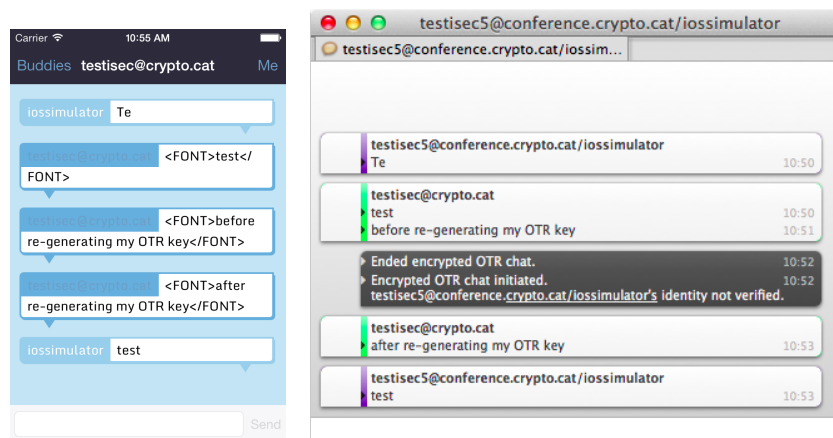 Carrier 10:55 AM
Buddies testisec@crypto.cat Me
iossimulator Te
testisec@crypto.cat <FONT>test</
FONT>
testisec@crypto.cat <FONT>before
re-generating my OTR key</FONT>
testisec@crypto.cat <FONT>after
re-generating my OTR key</FONT>
iossimulator test
Send
testisec5@conference.crypto.cat/iossimulator
testisec5@conference.crypto.cat/iossim...
testisec5@conference.crypto.cat/iossimulator
Te 10:50
testisec@crypto.cat
test 10:50
before re-generating my OTR key 10:51
Ended encrypted OTR chat. 10:52
Encrypted OTR chat initiated. 10:52
testisec5@conference.crypto.cat/iossimulator's identity not verified.
testisec@crypto.cat
after re-generating my OTR key 10:53
testisec5@conference.crypto.cat/iossimulator
test 10:53